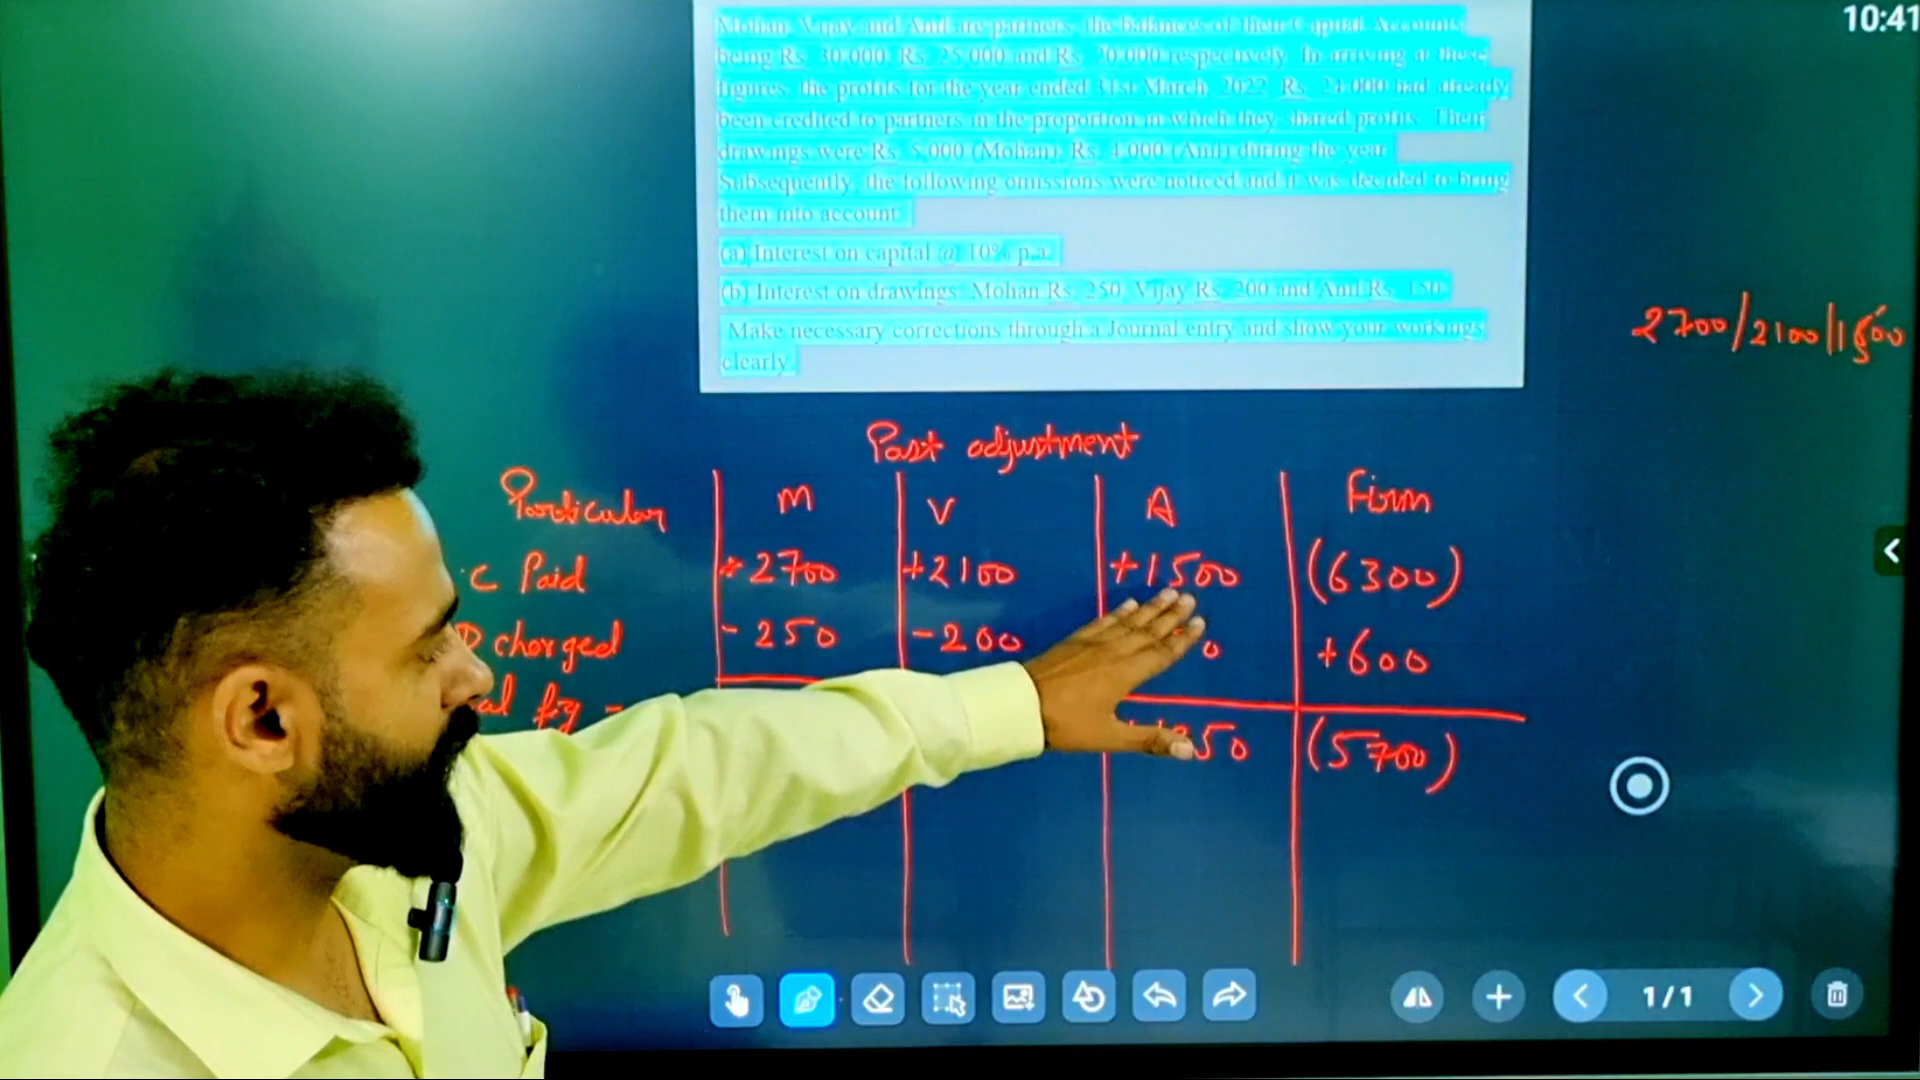 10:41
Mohan, Vijay and Anil are partners, the balances of their Capital Accounts
being Rs. 30,000, Rs. 25,000 and Rs. 20,000 respectively. In arriving at these
figures, the profits for the year ended 31st March, 2022, Rs. 24,000 had already
been credited to partners in the proportion in which they shared profits. Their
drawings were Rs. 5,000 (Mohan), Rs. 4,000 (Anil) during the year.
Subsequently, the following omissions were noticed and it was decided to bring
them into account
(a) Interest on capital @ 10% p.a.
(b) Interest on drawings: Mohan Rs. 250, Vijay Rs. 200 and Anil Rs. 150
Make necessary corrections through a Journal entry and show your workings
clearly.
2700/2100/1500
Past adjustment
Particular M V A Firm
C Paid +2700 +2100 +1500 (6300)
D charged -250 -200 0 +600
al fig - 50 (5700)
1/1